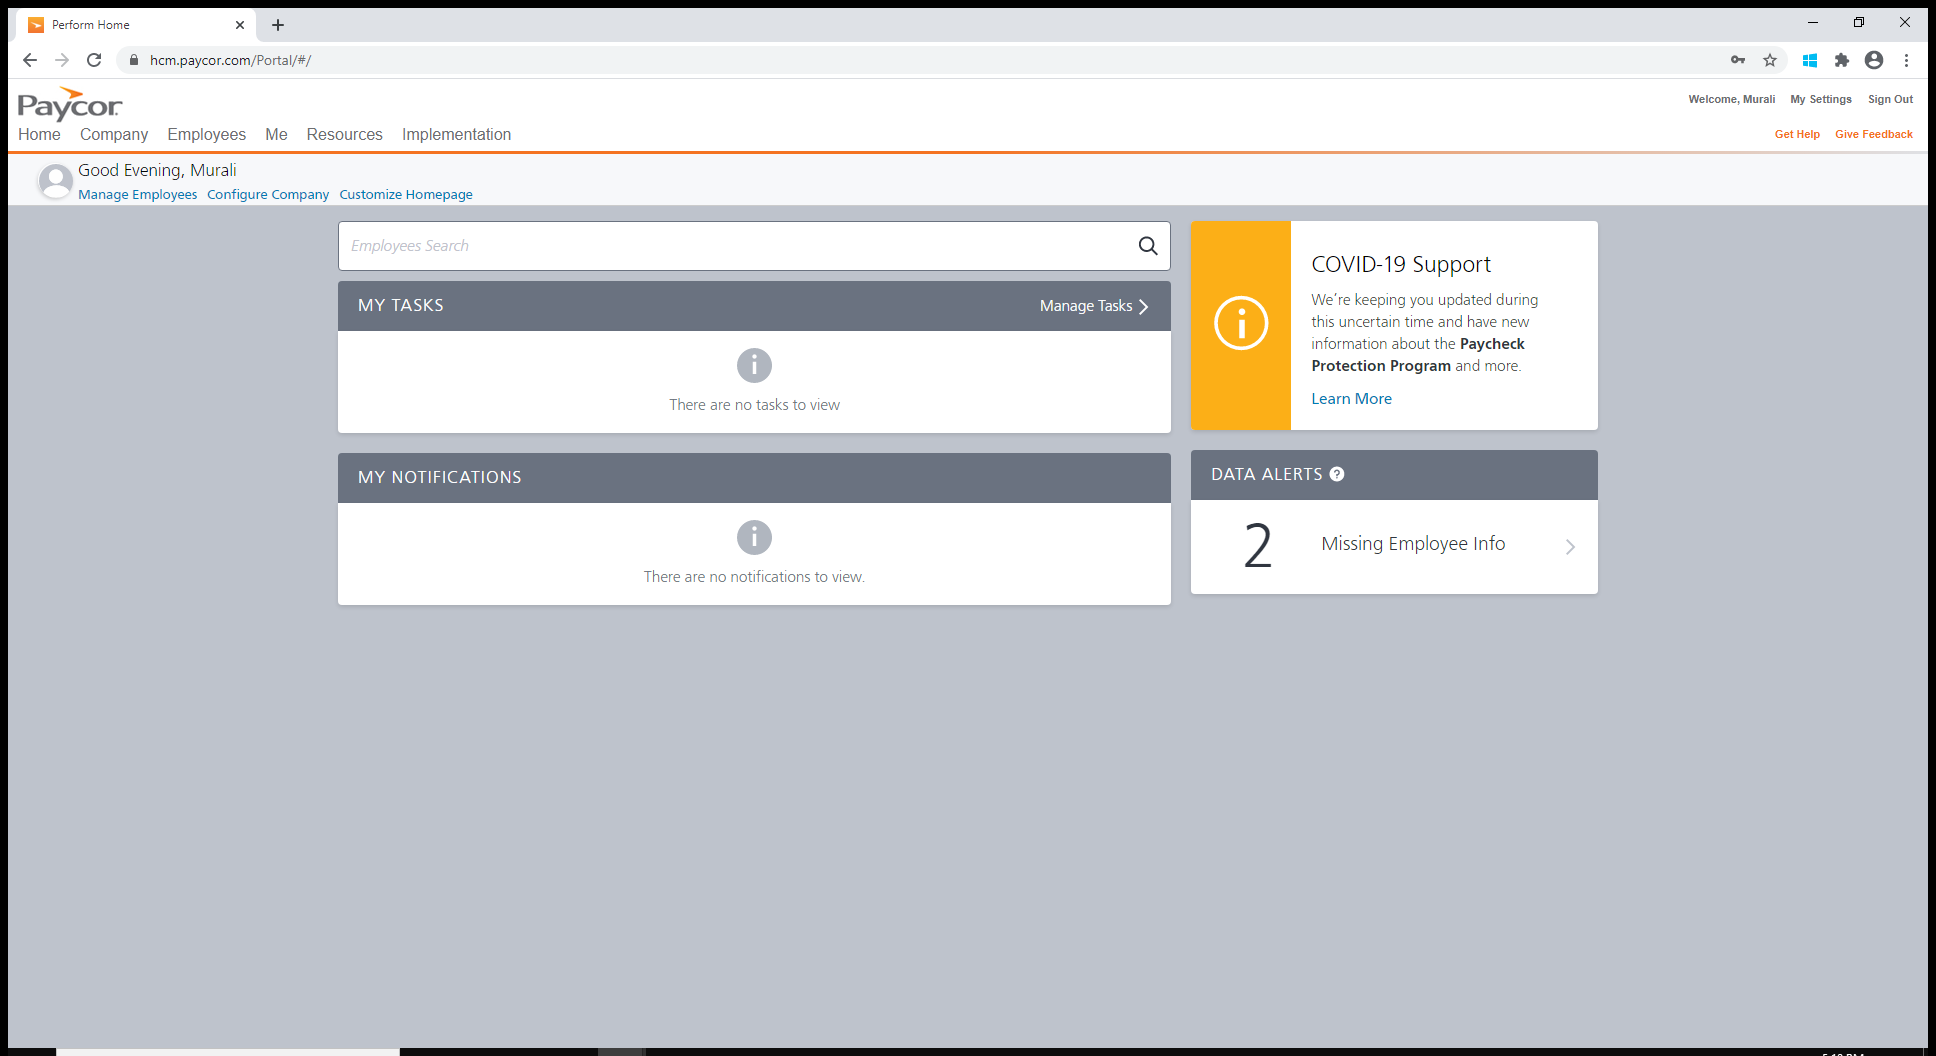 Perform Home
hcm.paycor.com/Portal/#/
Paycor
Welcome, Murali My Settings Sign Out
Home Company Employees Me Resources Implementation
Get Help Give Feedback
Good Evening, Murali
Manage Employees Configure Company Customize Homepage
Employees Search
MY TASKS
Manage Tasks
There are no tasks to view
MY NOTIFICATIONS
There are no notifications to view.
COVID-19 Support
We're keeping you updated during
this uncertain time and have new
information about the Paycheck
Protection Program and more.
Learn More
DATA ALERTS
2 Missing Employee Info